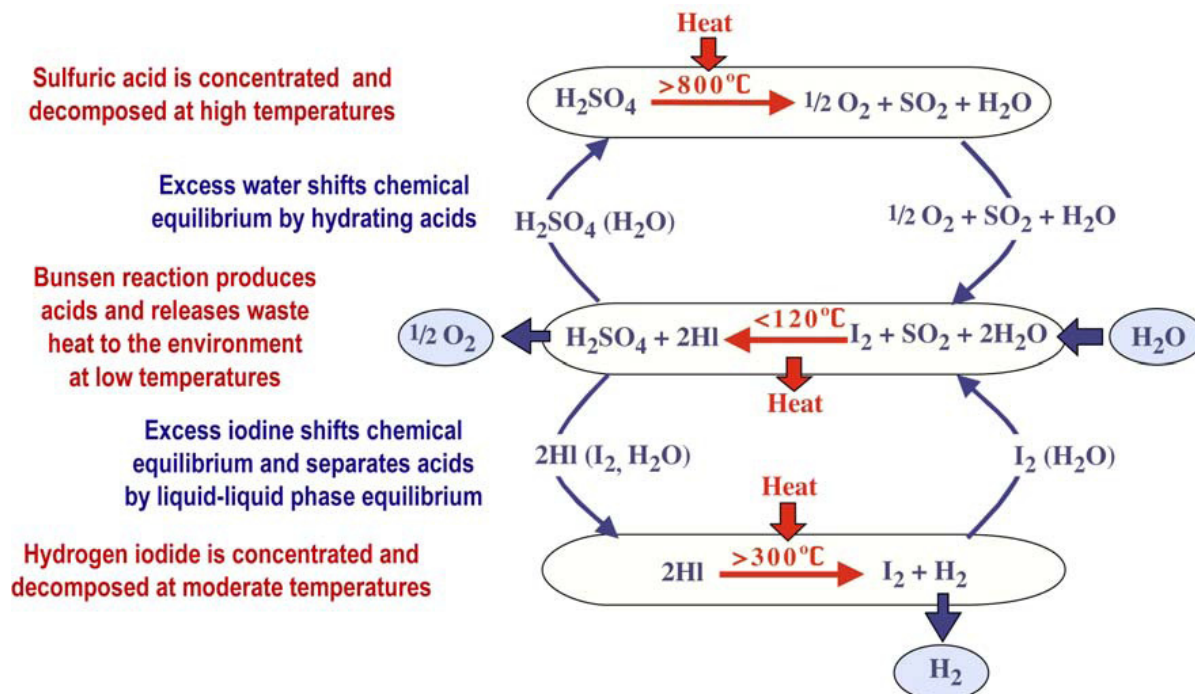 Heat
Sulfuric acid is concentrated and
decomposed at high temperatures
H₂SO₄ >800°C ½ O₂ + SO₂ + H₂O
Excess water shifts chemical
equilibrium by hydrating acids
H₂SO₄ (H₂O)
½ O₂ + SO₂ + H₂O
Bunsen reaction produces
acids and releases waste
heat to the environment
at low temperatures
½ O₂
H₂SO₄ + 2HI <120°C I₂ + SO₂ + 2H₂O
H₂O
Heat
Excess iodine shifts chemical
equilibrium and separates acids
by liquid-liquid phase equilibrium
2HI (I₂, H₂O)
I₂ (H₂O)
Heat
Hydrogen iodide is concentrated and
decomposed at moderate temperatures
2HI >300°C I₂ + H₂
H₂